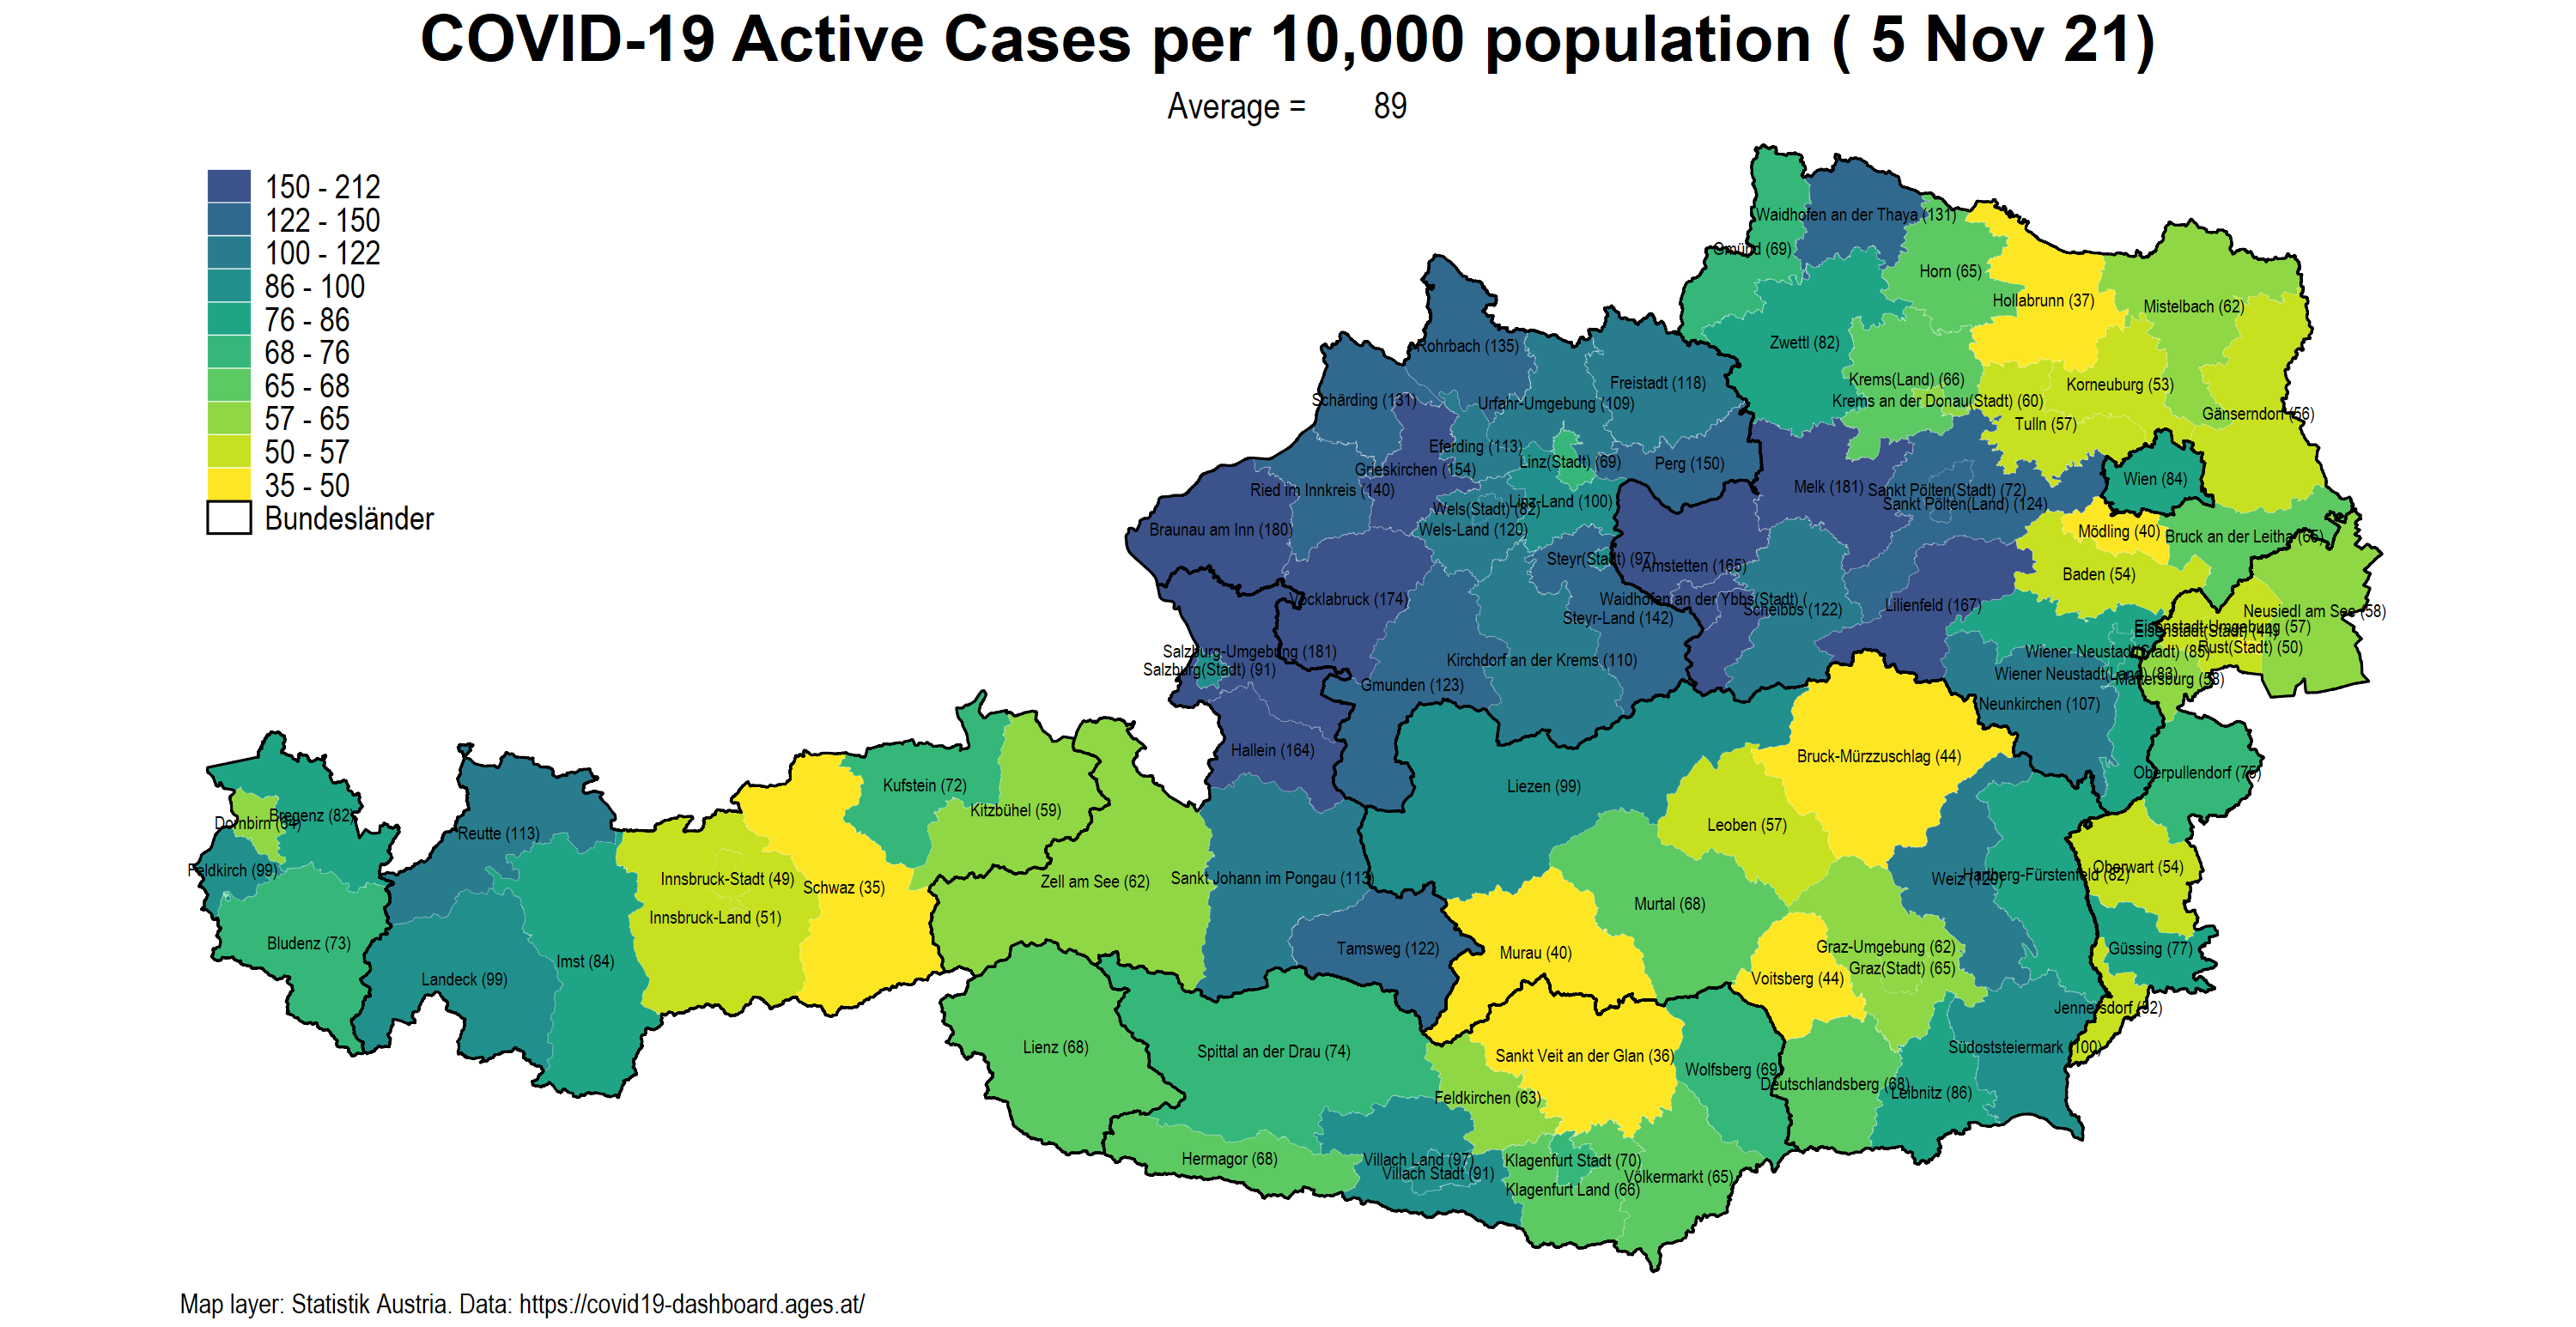 COVID-19 Active Cases per 10,000 population ( 5 Nov 21)
Average = 89
150 - 212
122 - 150
100 - 122
86 - 100
76 - 86
68 - 76
65 - 68
57 - 65
50 - 57
35 - 50
Bundesländer
Waidhofen an der Thaya (131)
Gmünd (69)
Horn (65)
Hollabrunn (37)
Mistelbach (62)
Zwettl (82)
Rohrbach (135)
Freistadt (118)
Krems(Land) (66)
Korneuburg (53)
Schärding (131)
Urfahr-Umgebung (109)
Krems an der Donau(Stadt) (60)
Gänserndorf (56)
Tulln (57)
Eferding (113)
Grieskirchen (154)
Linz(Stadt) (69)
Perg (150)
Wien (84)
Ried im Innkreis (140)
Melk (181)
Sankt Pölten(Stadt) (72)
Linz-Land (100)
Sankt Pölten(Land) (124)
Wels(Stadt) (82)
Braunau am Inn (180)
Wels-Land (120)
Mödling (40)
Bruck an der Leitha (65)
Steyr(Stadt) (97)
Amstetten (165)
Baden (54)
Vöcklabruck (174)
Waidhofen an der Ybbs(Stadt) (
Scheibbs (122)
Lilienfeld (167)
Neusiedl am See (58)
Steyr-Land (142)
Eisenstadt-Umgebung (57)
Eisenstadt(Stadt) (44)
Rust(Stadt) (50)
Salzburg-Umgebung (181)
Wiener Neustadt(Stadt) (85)
Salzburg(Stadt) (91)
Kirchdorf an der Krems (110)
Wiener Neustadt(Land) (83)
Mattersburg (58)
Gmunden (123)
Neunkirchen (107)
Hallein (164)
Bruck-Mürzzuschlag (44)
Oberpullendorf (75)
Kufstein (72)
Liezen (99)
Kitzbühel (59)
Bregenz (82)
Dornbirn (64)
Reutte (113)
Leoben (57)
Feldkirch (99)
Innsbruck-Stadt (49)
Schwaz (35)
Zell am See (62)
Sankt Johann im Pongau (113)
Weiz (120)
Hartberg-Fürstenfeld (82)
Oberwart (54)
Innsbruck-Land (51)
Murtal (68)
Bludenz (73)
Tamsweg (122)
Murau (40)
Graz-Umgebung (62)
Güssing (77)
Imst (84)
Graz(Stadt) (65)
Landeck (99)
Voitsberg (44)
Jennersdorf (52)
Lienz (68)
Spittal an der Drau (74)
Sankt Veit an der Glan (36)
Südoststeiermark (100)
Wolfsberg (69)
Deutschlandsberg (68)
Leibnitz (86)
Feldkirchen (63)
Hermagor (68)
Villach Land (97)
Klagenfurt Stadt (70)
Villach Stadt (91)
Völkermarkt (65)
Klagenfurt Land (66)
Map layer: Statistik Austria. Data: https://covid19-dashboard.ages.at/